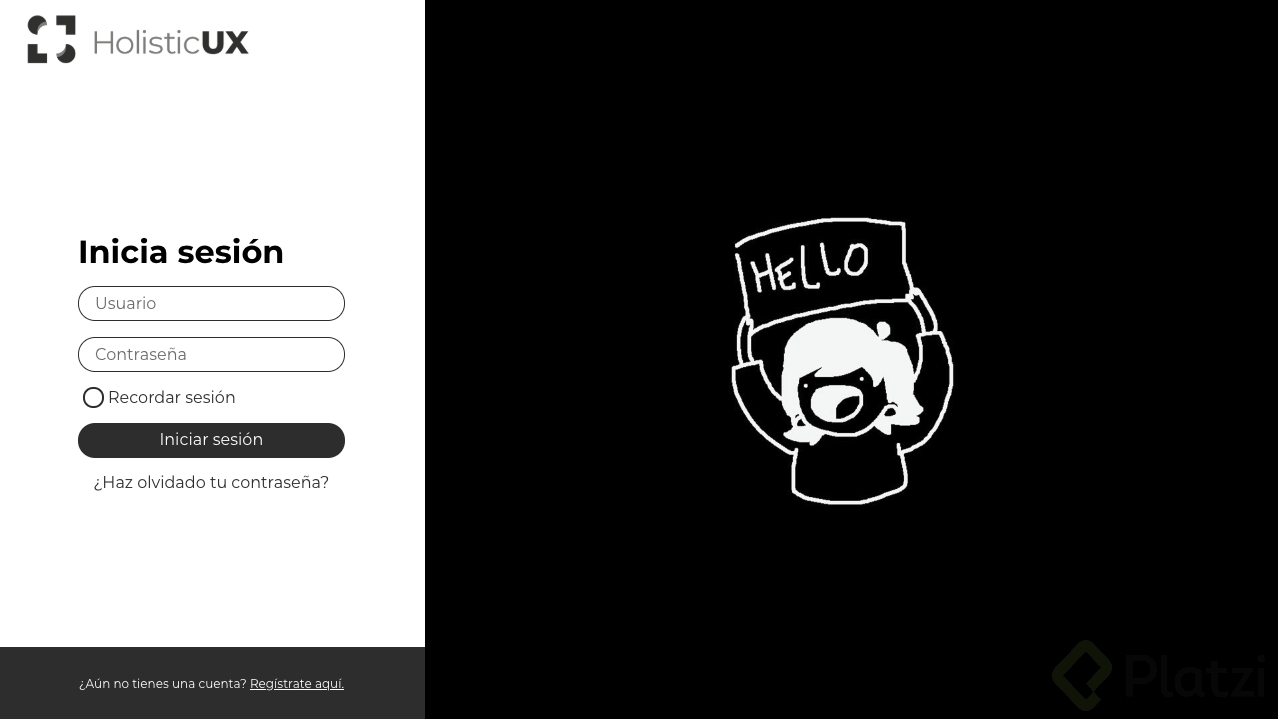 HolisticUX
Inicia sesión
Usuario
Contraseña
Recordar sesión
Iniciar sesión
¿Haz olvidado tu contraseña?
¿Aún no tienes una cuenta? Regístrate aquí.
HELLO
Platzi